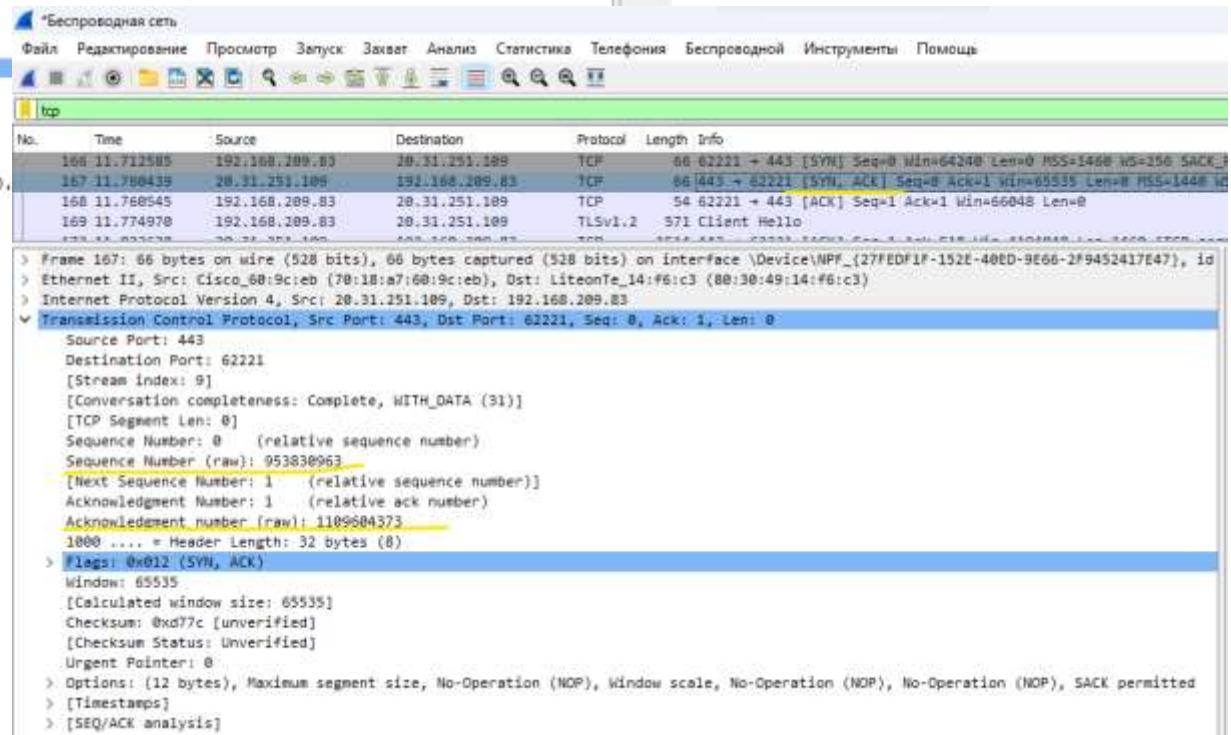 *Беспроводная сеть
Файл Редактирование Просмотр Запуск Захват Анализ Статистика Телефония Беспроводной Инструменты Помощь
tcp
No. Time Source Destination Protocol Length Info
166 11.712585 192.168.209.83 20.31.251.109 TCP 66 62221 → 443 [SYN] Seq=0 Win=64240 Len=0 MSS=1460 WS=256
167 11.760439 20.31.251.109 192.168.209.83 TCP 66 443 → 62221 [SYN, ACK] Seq=0 Ack=1 Win=65535 Len=0 MSS=1440
168 11.760545 192.168.209.83 20.31.251.109 TCP 54 62221 → 443 [ACK] Seq=1 Ack=1 Win=66048 Len=0
169 11.774970 192.168.209.83 20.31.251.109 TLSv1.2 571 Client Hello
> Frame 167: 66 bytes on wire (528 bits), 66 bytes captured (528 bits) on interface \Device\NPF_{27FEDF1F-152E-40ED-9E66-2F9452417E47}, id
> Ethernet II, Src: Cisco_60:9c:eb (70:18:a7:60:9c:eb), Dst: LiteonTe_14:f6:c3 (80:30:49:14:f6:c3)
> Internet Protocol Version 4, Src: 20.31.251.109, Dst: 192.168.209.83
Transmission Control Protocol, Src Port: 443, Dst Port: 62221, Seq: 0, Ack: 1, Len: 0
Source Port: 443
Destination Port: 62221
[Stream index: 9]
[Conversation completeness: Complete, WITH_DATA (31)]
[TCP Segment Len: 0]
Sequence Number: 0 (relative sequence number)
Sequence Number (raw): 953830963
[Next Sequence Number: 1 (relative sequence number)]
Acknowledgment Number: 1 (relative ack number)
Acknowledgment number (raw): 1109604373
1000 .... = Header Length: 32 bytes (8)
> Flags: 0x012 (SYN, ACK)
Window: 65535
[Calculated window size: 65535]
Checksum: 0xd77c [unverified]
[Checksum Status: Unverified]
Urgent Pointer: 0
> Options: (12 bytes), Maximum segment size, No-Operation (NOP), Window scale, No-Operation (NOP), No-Operation (NOP), SACK permitted
> [Timestamps]
> [SEQ/ACK analysis]